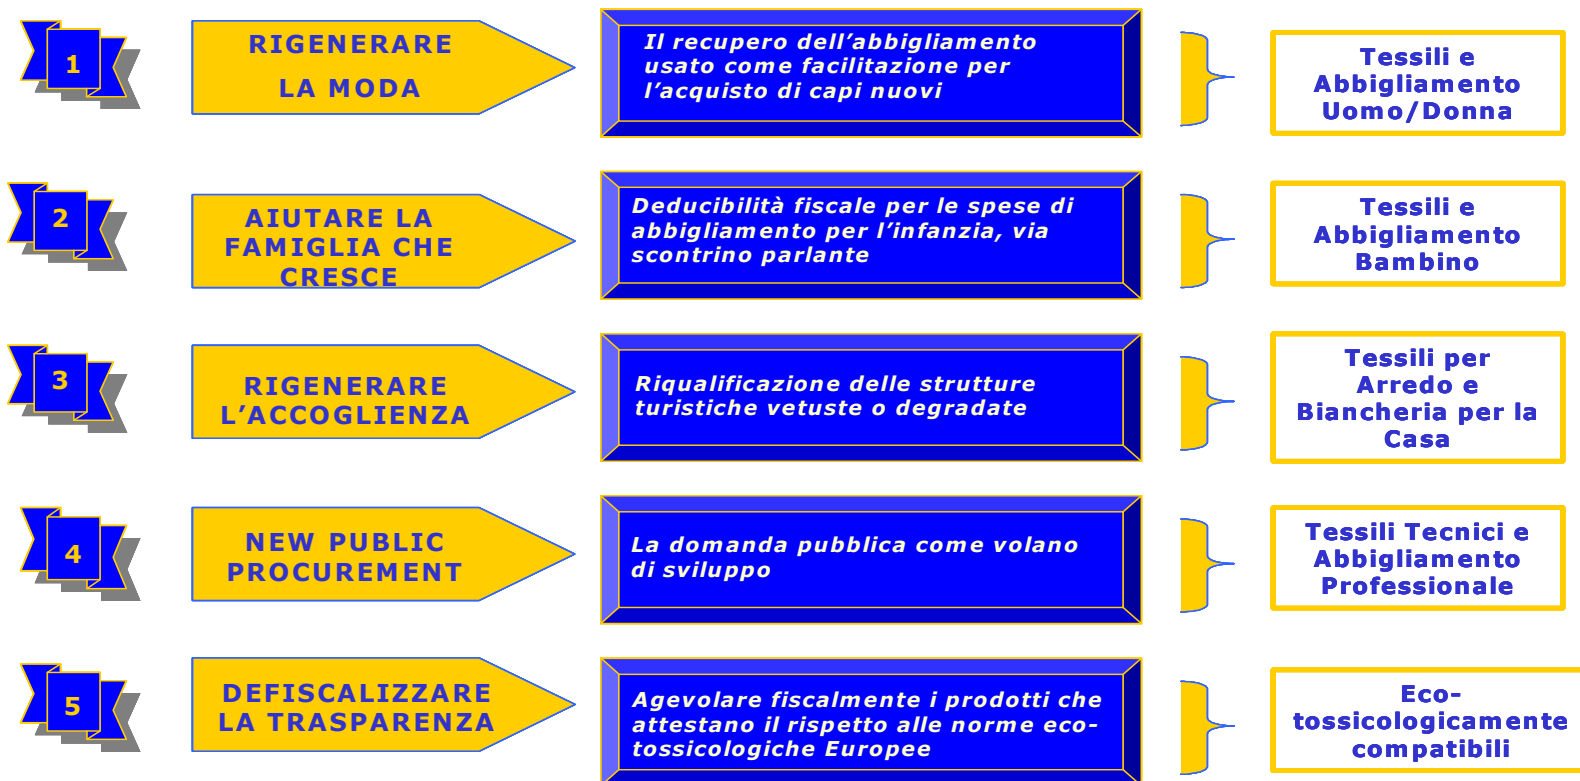 1
RIGENERARE
LA MODA
Il recupero dell'abbigliamento
usato come facilitazione per
l'acquisto di capi nuovi
Tessili e
Abbigliamento
Uomo/Donna
2
AIUTARE LA
FAMIGLIA CHE
CRESCE
Deducibilità fiscale per le spese di
abbigliamento per l'infanzia, via
scontrino parlante
Tessili e
Abbigliamento
Bambino
3
RIGENERARE
L'ACCOGLIENZA
Riqualificazione delle strutture
turistiche vetuste o degradate
Tessili per
Arredo e
Biancheria per la
Casa
4
NEW PUBLIC
PROCUREMENT
La domanda pubblica come volano
di sviluppo
Tessili Tecnici e
Abbigliamento
Professionale
5
DEFISCALIZZARE
LA TRASPARENZA
Agevolare fiscalmente i prodotti che
attestano il rispetto alle norme eco-
tossicologiche Europee
Eco-
tossicologicamente
compatibili